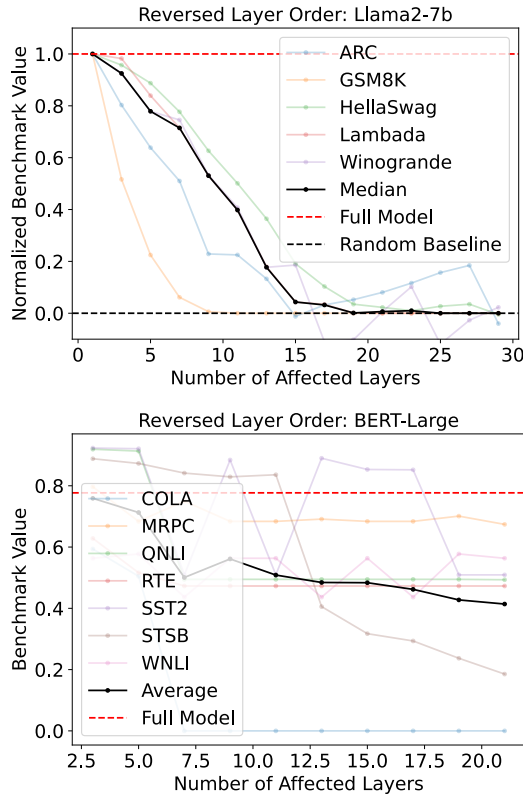 Reversed Layer Order: Llama2-7b
Normalized Benchmark Value
1.0
0.8
0.6
0.4
0.2
0.0
ARC
GSM8K
HellaSwag
Lambada
Winogrande
Median
Full Model
Random Baseline
0 5 10 15 20 25 30
Number of Affected Layers
Reversed Layer Order: BERT-Large
Benchmark Value
0.8
0.6
0.4
0.2
0.0
COLA
MRPC
QNLI
RTE
SST2
STSB
WNLI
Average
Full Model
2.5 5.0 7.5 10.0 12.5 15.0 17.5 20.0
Number of Affected Layers